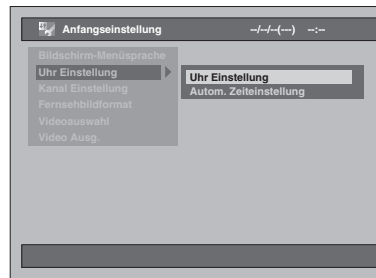 Anfangseinstellung --/--/--(---) --:--
Bildschirm-Menüsprache
Uhr Einstellung
Kanal Einstellung
Fernsehbildformat
Videoauswahl
Video Ausg.
Uhr Einstellung
Autom. Zeiteinstellung